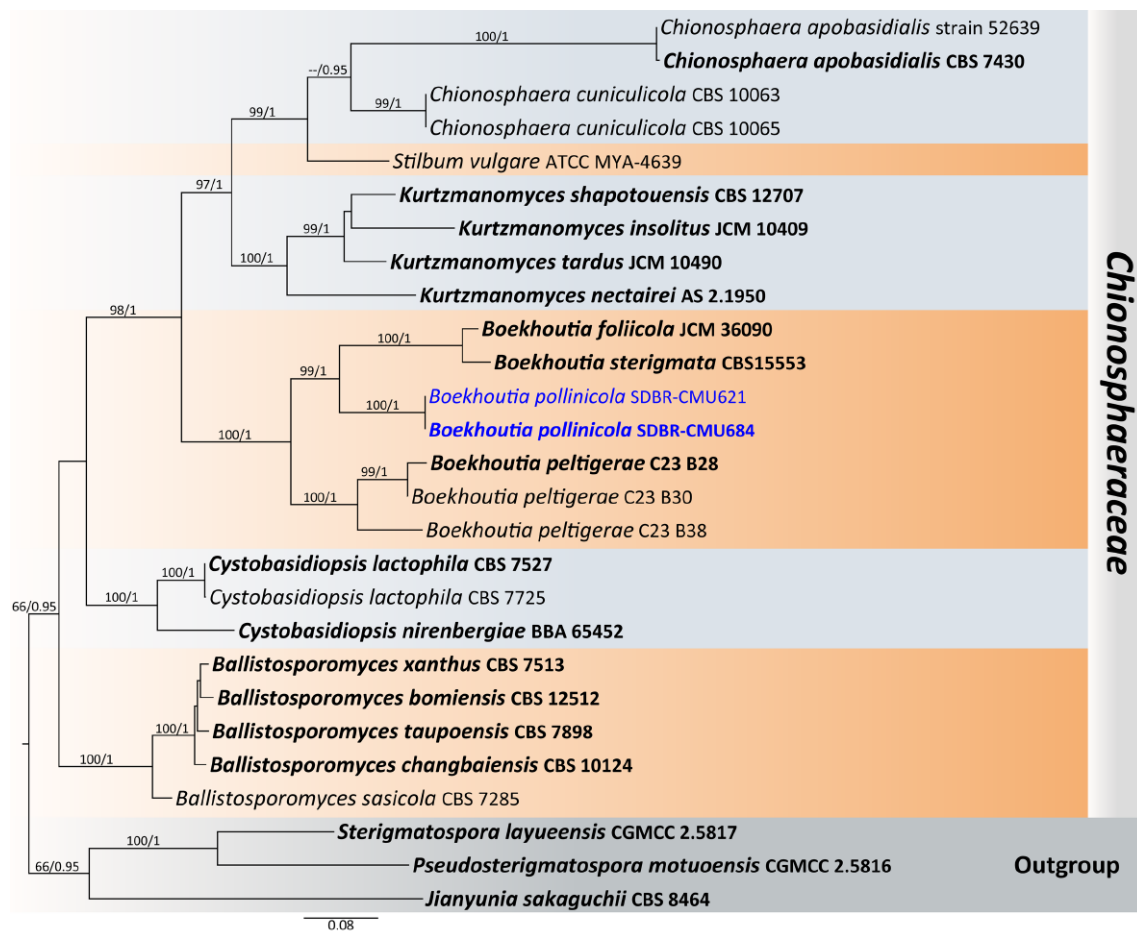 100/1
Chionosphaera apobasidialis strain 52639
Chionosphaera apobasidialis CBS 7430
--/0.95
99/1
Chionosphaera cuniculicola CBS 10063
Chionosphaera cuniculicola CBS 10065
99/1
Stilbum vulgare ATCC MYA-4639
97/1
Kurtzmanomyces shapotouensis CBS 12707
99/1
Kurtzmanomyces insolitus JCM 10409
Kurtzmanomyces tardus JCM 10490
100/1
Kurtzmanomyces nectairei AS 2.1950
98/1
Boekhoutia foliicola JCM 36090
100/1
Boekhoutia sterigmata CBS15553
99/1
Boekhoutia pollinicola SDBR-CMU621
100/1
Boekhoutia pollinicola SDBR-CMU684
100/1
Boekhoutia peltigerae C23 B28
99/1
Boekhoutia peltigerae C23 B30
100/1
Boekhoutia peltigerae C23 B38
Cystobasidiopsis lactophila CBS 7527
100/1
Cystobasidiopsis lactophila CBS 7725
100/1
Cystobasidiopsis nirenbergiae BBA 65452
66/0.95
Ballistosporomyces xanthus CBS 7513
Ballistosporomyces bomiensis CBS 12512
100/1
Ballistosporomyces taupoensis CBS 7898
Ballistosporomyces changbaiensis CBS 10124
100/1
Ballistosporomyces sasicola CBS 7285
Chionosphaeraceae
Sterigmatospora layueensis CGMCC 2.5817
100/1
Pseudosterigmatospora motuoensis CGMCC 2.5816
66/0.95
Jianyunia sakaguchii CBS 8464
Outgroup
0.08